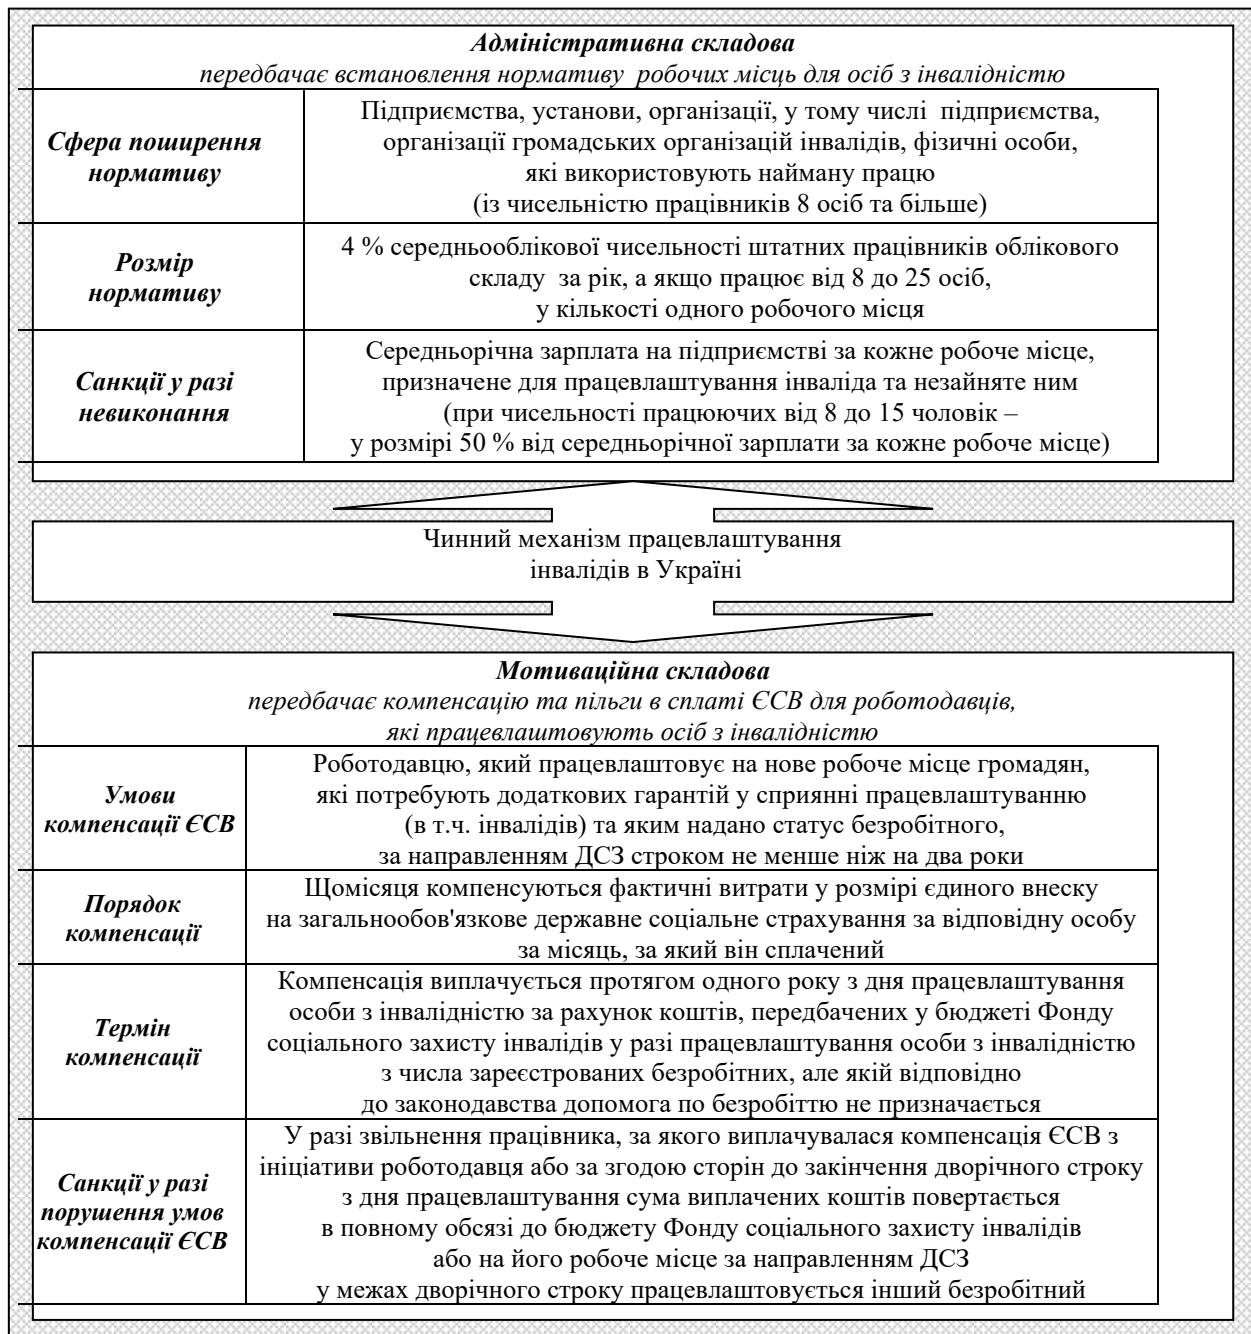 Адміністративна складова
передбачає встановлення нормативу робочих місць для осіб з інвалідністю
Сфера поширення
нормативу
Підприємства, установи, організації, у тому числі підприємства,
організації громадських організацій інвалідів, фізичні особи,
які використовують найману працю
(із чисельністю працівників 8 осіб та більше)
Розмір
нормативу
4 % середньооблікової чисельності штатних працівників облікового
складу за рік, а якщо працює від 8 до 25 осіб,
у кількості одного робочого місця
Санкції у разі
невиконання
Середньорічна зарплата на підприємстві за кожне робоче місце,
призначене для працевлаштування інваліда та незайняте ним
(при чисельності працюючих від 8 до 15 чоловік –
у розмірі 50 % від середньорічної зарплати за кожне робоче місце)
Чинний механізм працевлаштування
інвалідів в Україні
Мотиваційна складова
передбачає компенсацію та пільги в сплаті ЄСВ для роботодавців,
які працевлаштовують осіб з інвалідністю
Умови
компенсації ЄСВ
Роботодавцю, який працевлаштовує на нове робоче місце громадян,
які потребують додаткових гарантій у сприянні працевлаштуванню
(в т.ч. інвалідів) та яким надано статус безробітного,
за направленням ДСЗ строком не менше ніж на два роки
Порядок
компенсації
Щомісяця компенсуються фактичні витрати у розмірі єдиного внеску
на загальнообов'язкове державне соціальне страхування за відповідну особу
за місяць, за який він сплачений
Термін
компенсації
Компенсація виплачується протягом одного року з дня працевлаштування
особи з інвалідністю за рахунок коштів, передбачених у бюджеті Фонду
соціального захисту інвалідів у разі працевлаштування особи з інвалідністю
з числа зареєстрованих безробітних, але якій відповідно
до законодавства допомога по безробіттю не призначається
Санкції у разі
порушення умов
компенсації ЄСВ
У разі звільнення працівника, за якого виплачувалася компенсація ЄСВ з
ініціативи роботодавця або за згодою сторін до закінчення дворічного строку
з дня працевлаштування сума виплачених коштів повертається
в повному обсязі до бюджету Фонду соціального захисту інвалідів
або на його робоче місце за направленням ДСЗ
у межах дворічного строку працевлаштовується інший безробітний